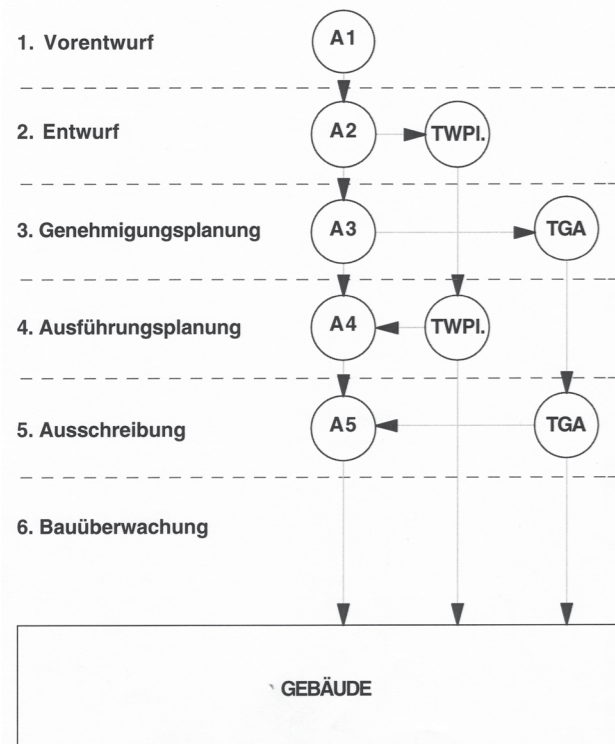 1. Vorentwurf A1
2. Entwurf A2 TWPl.
3. Genehmigungsplanung A3 TGA
4. Ausführungsplanung A4 TWPl.
5. Ausschreibung A5 TGA
6. Bauüberwachung
GEBÄUDE